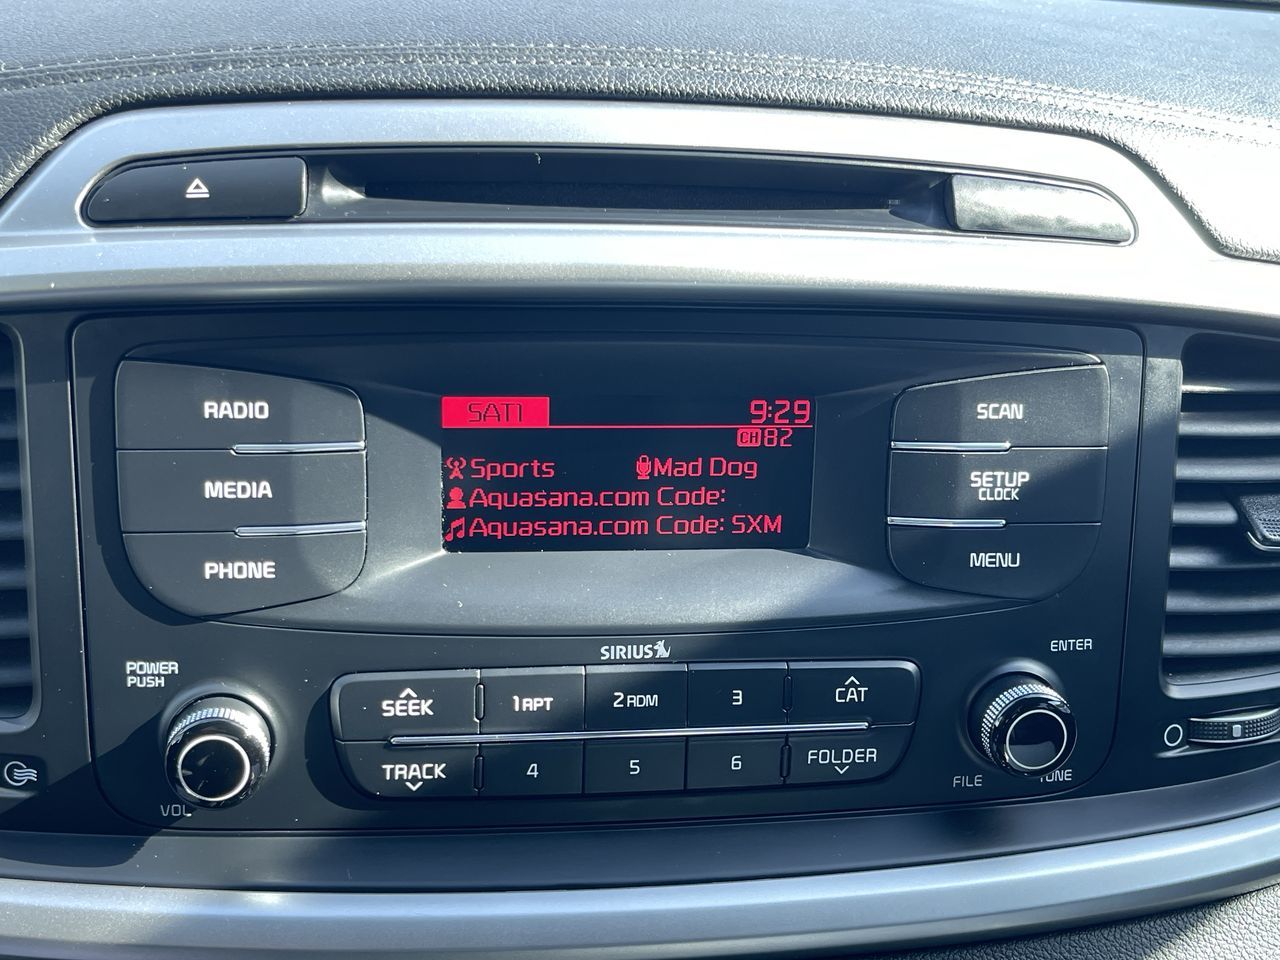 RADIO
MEDIA
PHONE
SAT1 9:29
CH 82
Sports Mad Dog
Aquasana.com Code:
Aquasana.com Code: SXM
SCAN
SETUP
CLOCK
MENU
SIRIUS
POWER
PUSH
VOL
SEEK 1 RPT 2 RDM 3 CAT
TRACK 4 5 6 FOLDER
ENTER
FILE TUNE